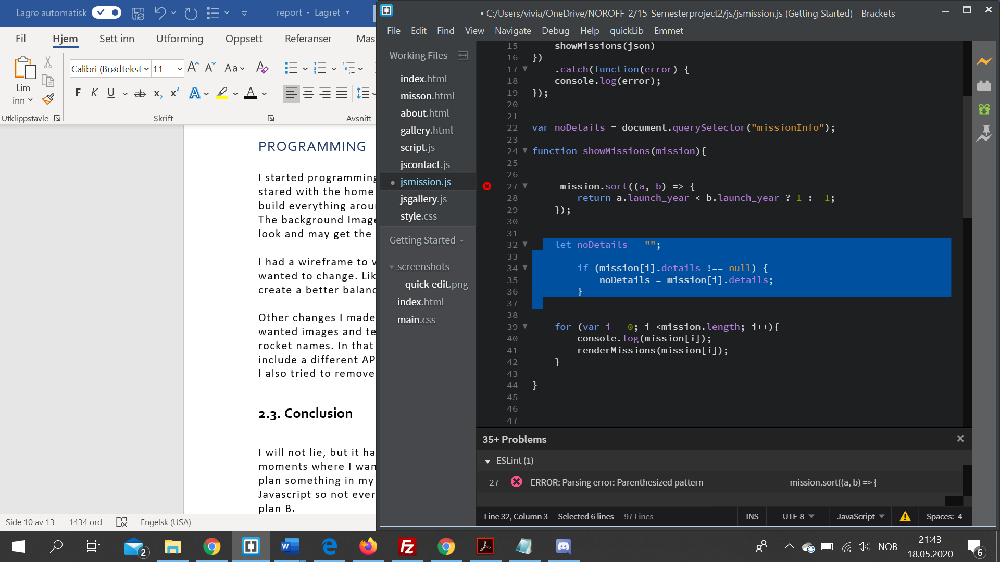 Lagre automatisk
report - Lagret
Fil Hjem Sett inn Utforming Oppsett Referanser Mas
Calibri (Brødtekst 11 Aa
Lim inn
F K U ab x2 x2 A A
Utklippstavle Skrift Avsnitt
PROGRAMMING
I started programming
stared with the home
build everything arou
The background Image
look and may get the
I had a wireframe to w
wanted to change. Lik
create a better balanc
Other changes I made
wanted images and te
rocket names. In that
include a different AP
I also tried to remove
2.3. Conclusion
I will not lie, but it ha
moments where I wan
plan something in my
Javascript so not ever
plan B.
Side 10 av 13 1434 ord Engelsk (USA)
• C:/Users/vivia/OneDrive/NOROFF_2/15_Semesterproject2/js/jsmission.js (Getting Started) - Brackets
File Edit Find View Navigate Debug Help quickLib Emmet
Working Files
index.html
misson.html
about.html
gallery.html
script.js
jscontact.js
jsmission.js
jsgallery.js
style.css
Getting Started
screenshots
quick-edit.png
index.html
main.css
15 showMissions(json)
16 })
17 .catch(function(error) {
18 console.log(error);
19 });
20
21
22 var noDetails = document.querySelector("missionInfo");
23
24 function showMissions(mission){
25
26
27 mission.sort((a, b) => {
28 return a.launch_year < b.launch_year ? 1 : -1;
29 });
30
31
32 let noDetails = "";
33
34 if (mission[i].details !== null) {
35 noDetails = mission[i].details;
36 }
37
38
39 for (var i = 0; i <mission.length; i++){
40 console.log(mission[i]);
41 renderMissions(mission[i]);
42 }
43
44 }
45
46
47
35+ Problems
ESLint (1)
27 ERROR: Parsing error: Parenthesized pattern mission.sort((a, b) => {
Line 32, Column 3 — Selected 6 lines — 97 Lines INS UTF-8 JavaScript Spaces: 4
2 NOB 21:43
18.05.2020 6